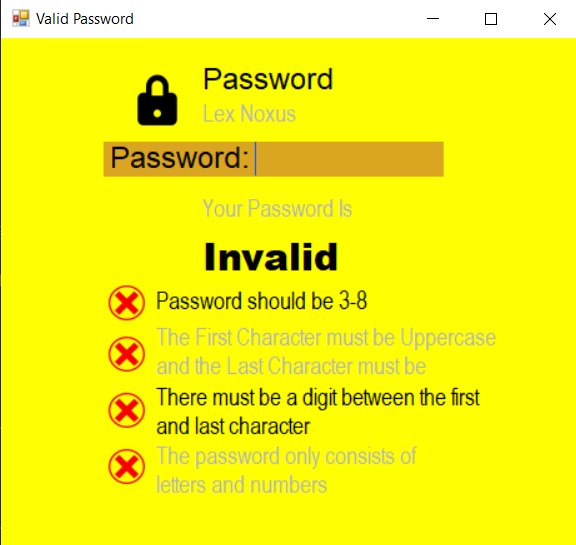 Valid Password
Password
Lex Noxus
Password:
Your Password Is
Invalid
Password should be 3-8
The First Character must be Uppercase
and the Last Character must be
There must be a digit between the first
and last character
The password only consists of
letters and numbers